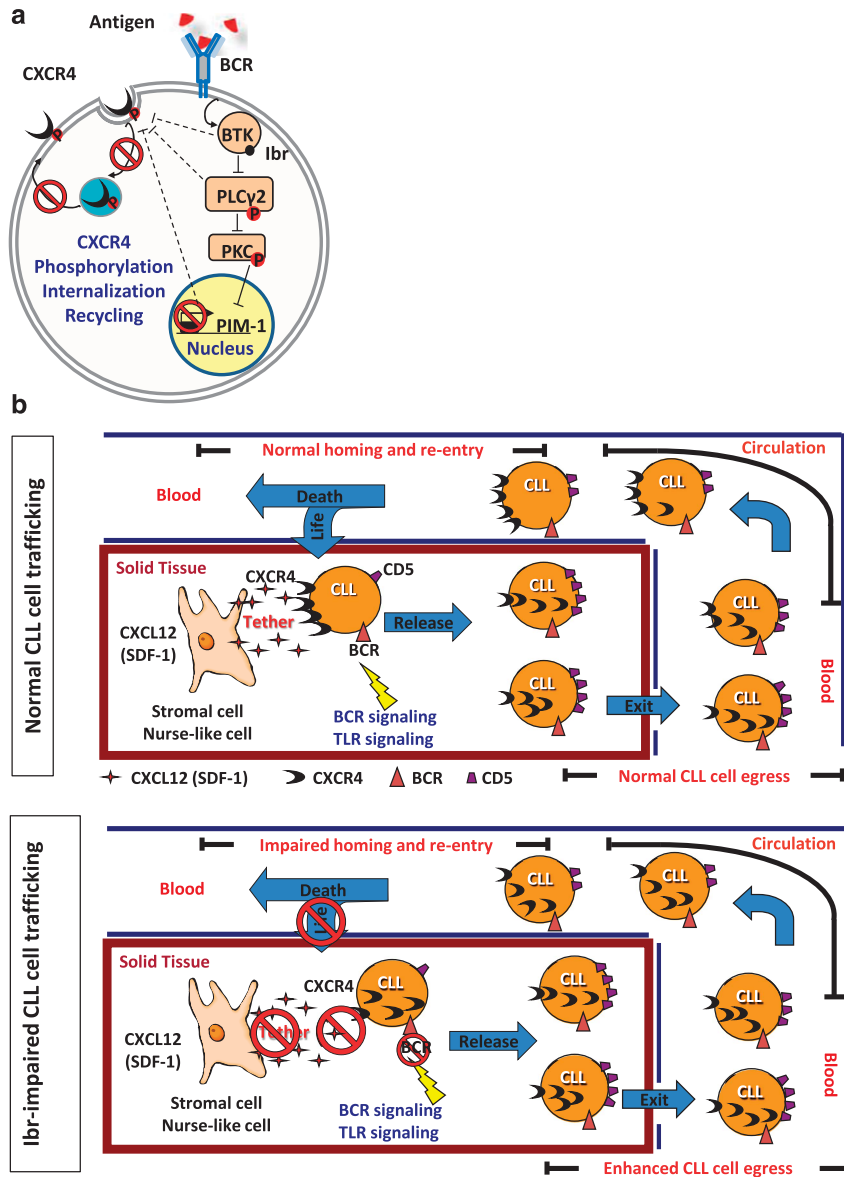 a
Antigen
BCR
CXCR4
P
P
BTK
Ibr
P
PLCγ2
P
PKC
P
CXCR4
Phosphorylation
Internalization
Recycling
PIM-1
Nucleus
b
Normal CLL cell trafficking
Normal homing and re-entry
Circulation
Blood
Death
Life
CLL
CLL
Solid Tissue
CXCR4
CLL
CD5
CLL
CXCL12
(SDF-1)
Tether
Release
CLL
BCR
Stromal cell
Nurse-like cell
BCR signaling
TLR signaling
CLL
Exit
CLL
Blood
CXCL12 (SDF-1)
CXCR4
BCR
CD5
Normal CLL cell egress
Ibr-impaired CLL cell trafficking
Impaired homing and re-entry
Circulation
Blood
Death
Life
CLL
CLL
Solid Tissue
CXCR4
CLL
CLL
CXCL12
(SDF-1)
Tether
BCR
Release
CLL
Stromal cell
Nurse-like cell
BCR signaling
TLR signaling
CLL
Exit
CLL
Blood
Enhanced CLL cell egress